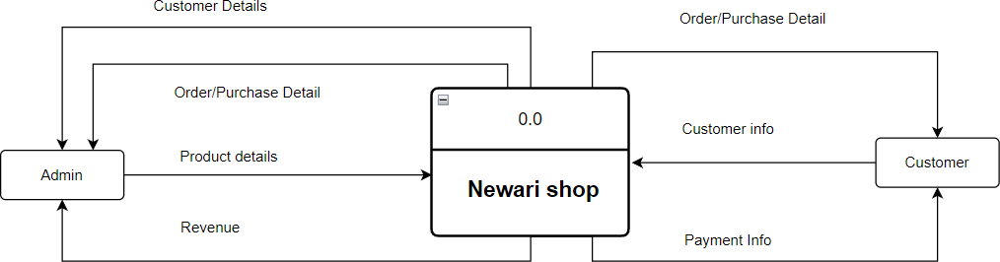 Customer Details
Order/Purchase Detail
Order/Purchase Detail
0.0
Customer info
Product details
Customer
Admin
Newari shop
Revenue
Payment Info